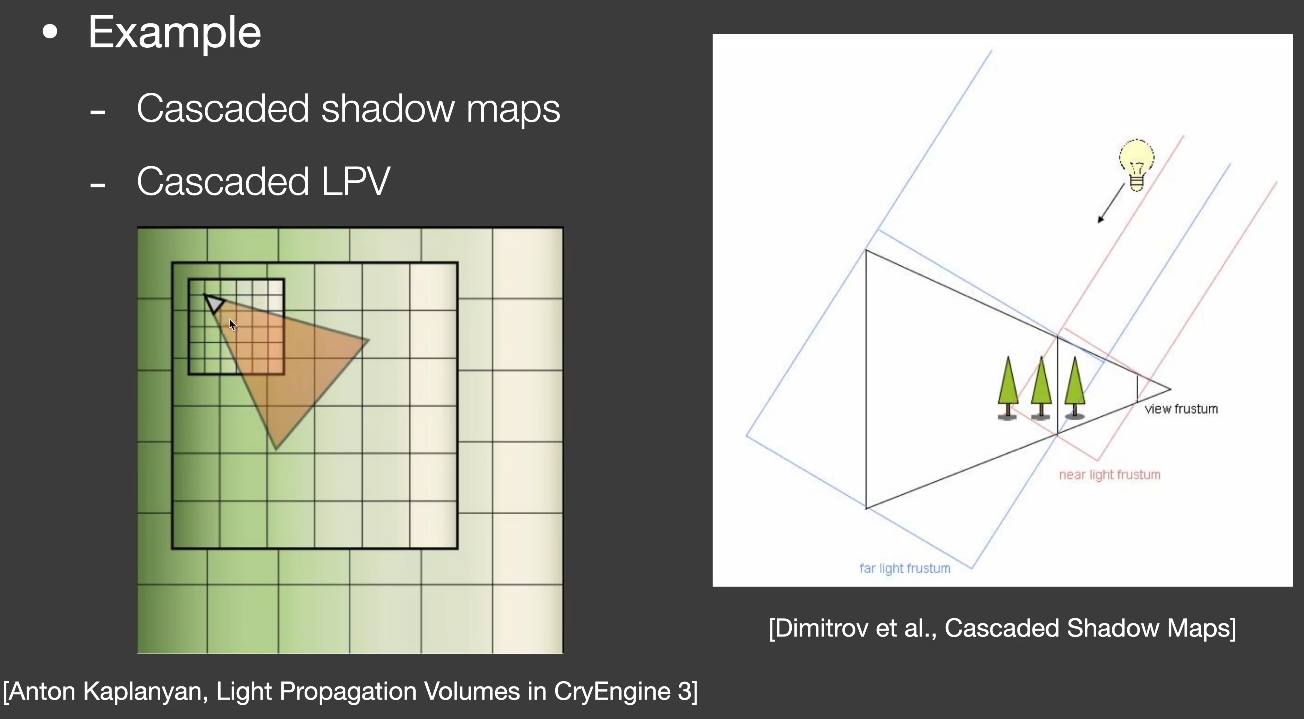 • Example
- Cascaded shadow maps
- Cascaded LPV
view frustum
near light frustum
far light frustum
[Dimitrov et al., Cascaded Shadow Maps]
[Anton Kaplanyan, Light Propagation Volumes in CryEngine 3]